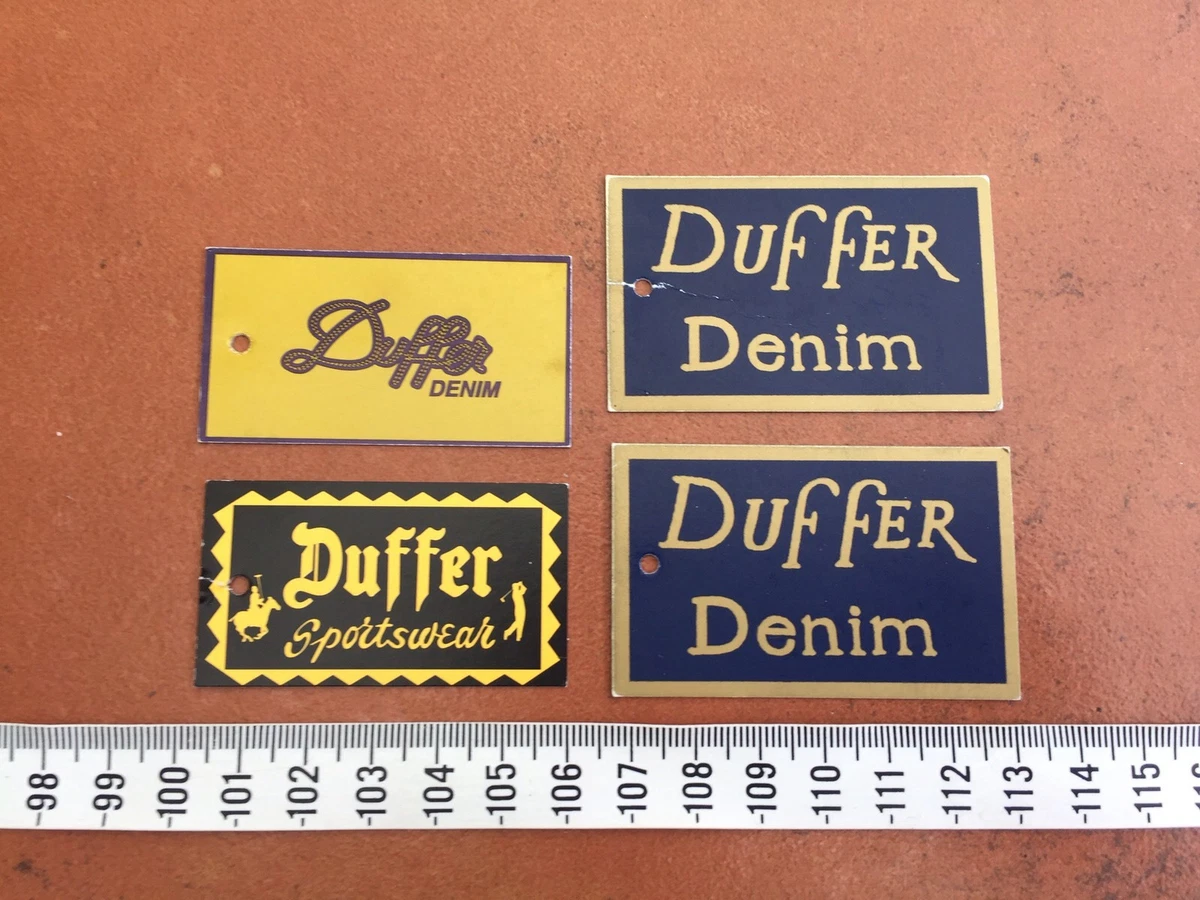 Duffer
DENIM
DUffER
Denim
Duffer
Sportswear
DUffER
Denim
98 99 100 101 102 103 104 105 106 107 108 109 110 111 112 113 114 115